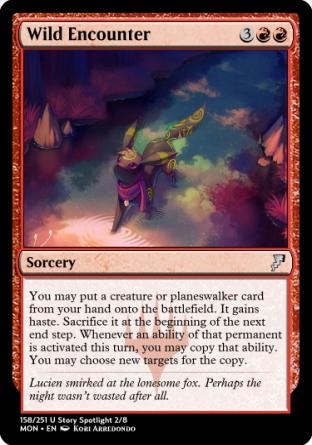 Wild Encounter 3
Sorcery
You may put a creature or planeswalker card
from your hand onto the battlefield. It gains
haste. Sacrifice it at the beginning of the next
end step. Whenever an ability of that permanent
is activated this turn, you may copy that ability.
You may choose new targets for the copy.
Lucien smirked at the lonesome fox. Perhaps the
night wasn't wasted after all.
158/251 U Story Spotlight 2/8
MON • EN Kori Arredondo